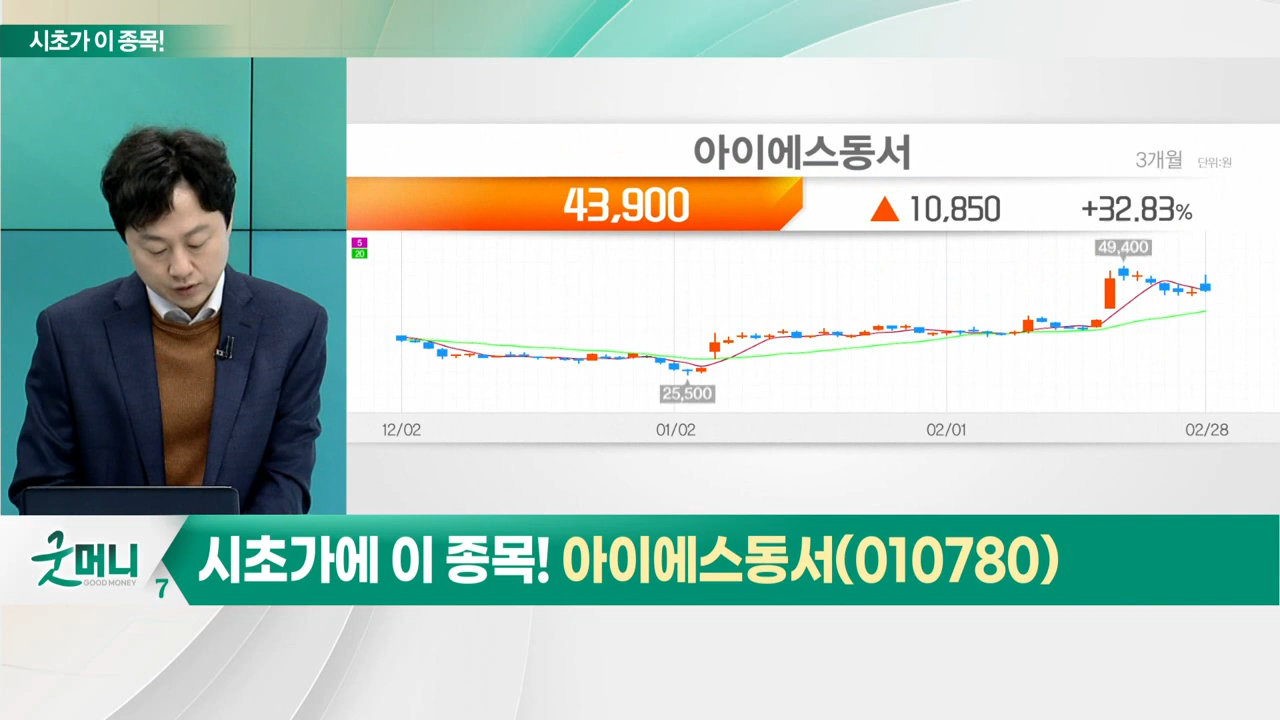 시초가 이 종목!
아이에스동서
3개월 단위:원
43,900 ▲ 10,850 +32.83%
5
20
49,400
25,500
12/02 01/02 02/01 02/28
굿머니
GOOD MONEY
7
시초가에 이 종목! 아이에스동서(010780)